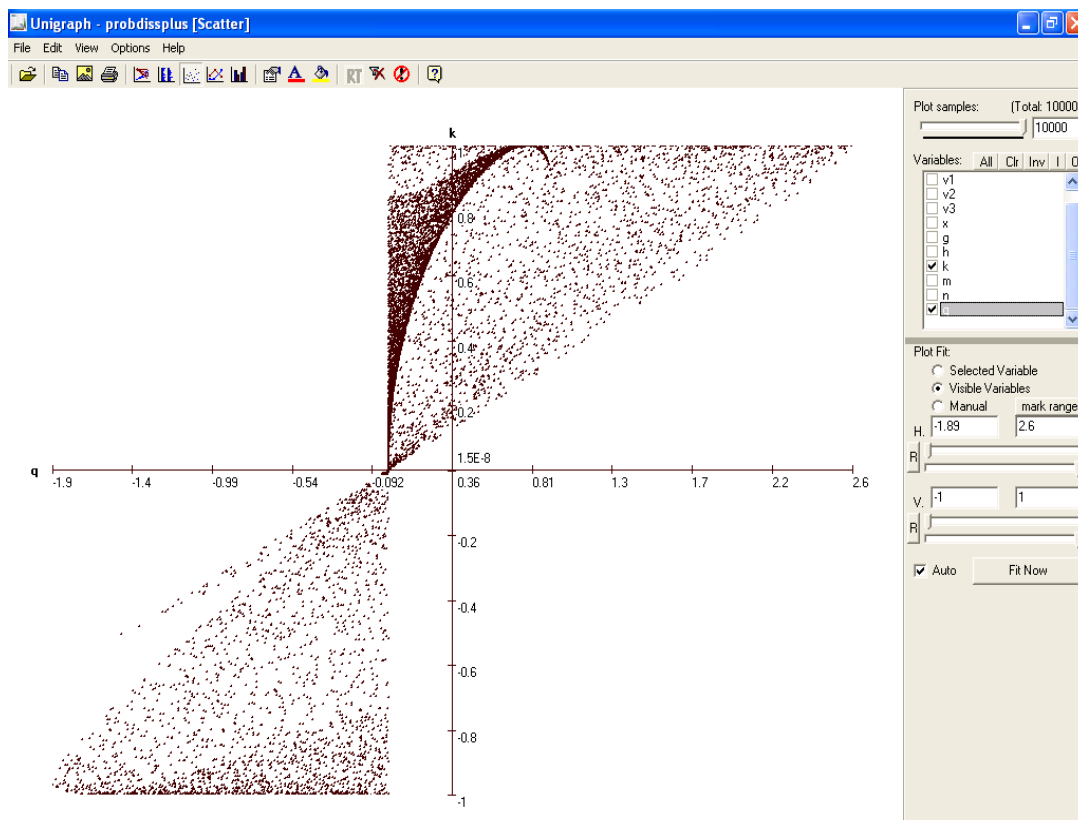 Unigraph - probdissplus [Scatter]
File Edit View Options Help
RT
Plot samples: (Total: 10000
10000
Variables: All Clr Inv I O
v1
v2
v3
x
g
h
k
m
n
q
Plot Fit:
Selected Variable
Visible Variables
Manual mark range
H. -1.89 2.6
R
V. -1 1
R
Auto Fit Now
k
1
0.8
0.6
0.4
0.2
1.5E-8
q
-1.9 -1.4 -0.99 -0.54 -0.092 0.36 0.81 1.3 1.7 2.2 2.6
-0.2
-0.4
-0.6
-0.8
-1